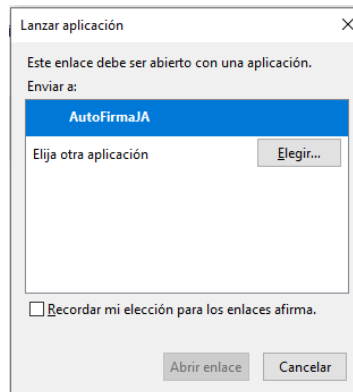 Lanzar aplicación
Este enlace debe ser abierto con una aplicación.
Enviar a:
AutoFirmaJA
Elija otra aplicación
Elegir...
Recordar mi elección para los enlaces afirma.
Abrir enlace
Cancelar